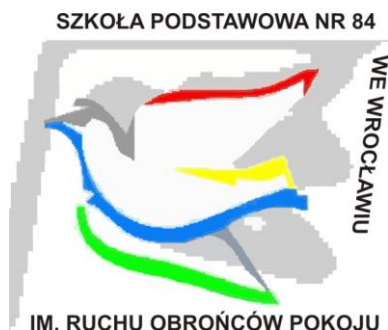 SZKOŁA PODSTAWOWA NR 84
WE WROCŁAWIU
IM. RUCHU OBROŃCÓW POKOJU